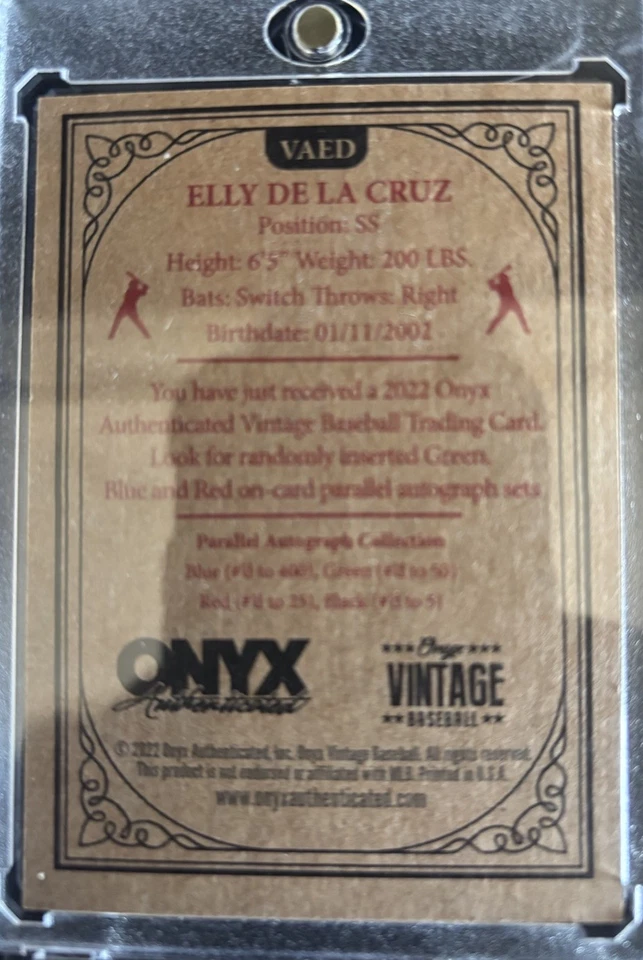 VAED
ELLY DE LA CRUZ
Position: SS
Height: 6'5" Weight: 200 LBS.
Bats: Switch Throws: Right
Birthdate: 01/11/2002
You have just received a 2022 Onyx
Authenticated Vintage Baseball Trading Card.
Look for randomly inserted Green,
Blue and Red on-card parallel autograph sets
Parallel Autograph Collection
Blue (#'d to 400), Green (#'d to 50)
Red (#'d to 25), Black (#'d to 5)
ONYX
Authenticated
Onyx
VINTAGE
BASEBALL
© 2022 Onyx Authenticated, Inc. Onyx Vintage Baseball. All rights reserved.
This product is not endorsed or affiliated with MLB. Printed in U.S.A.
www.onyxauthenticated.com